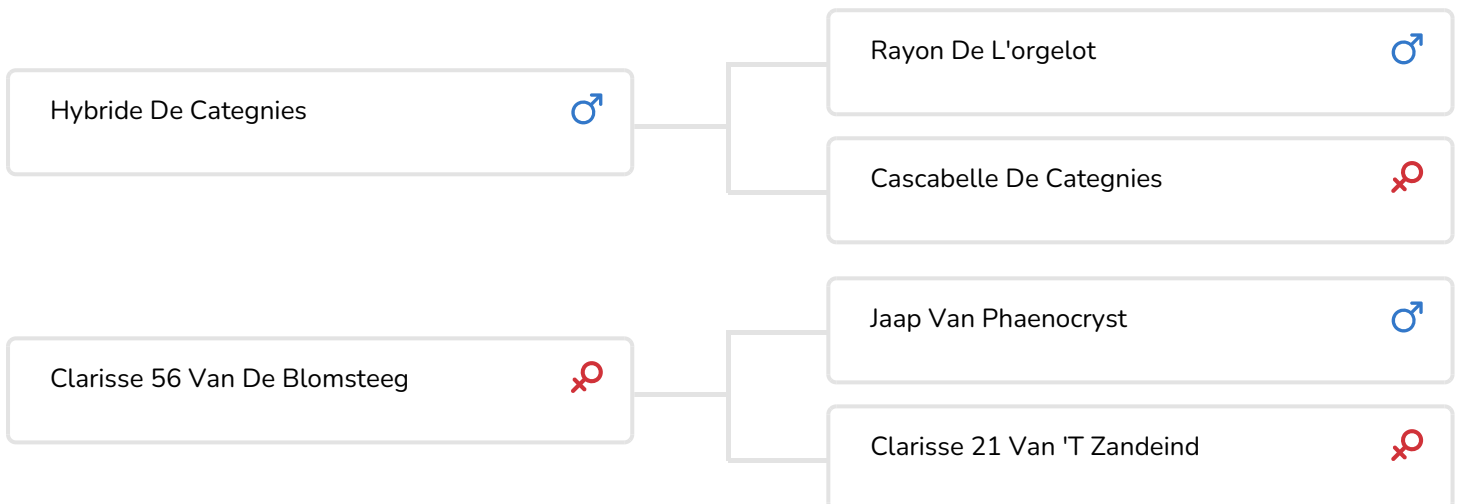 Rayon De L'orgelot
Hybride De Categnies
Cascabelle De Categnies
Jaap Van Phaenocryst
Clarisse 56 Van De Blomsteeg
Clarisse 21 Van 'T Zandeind